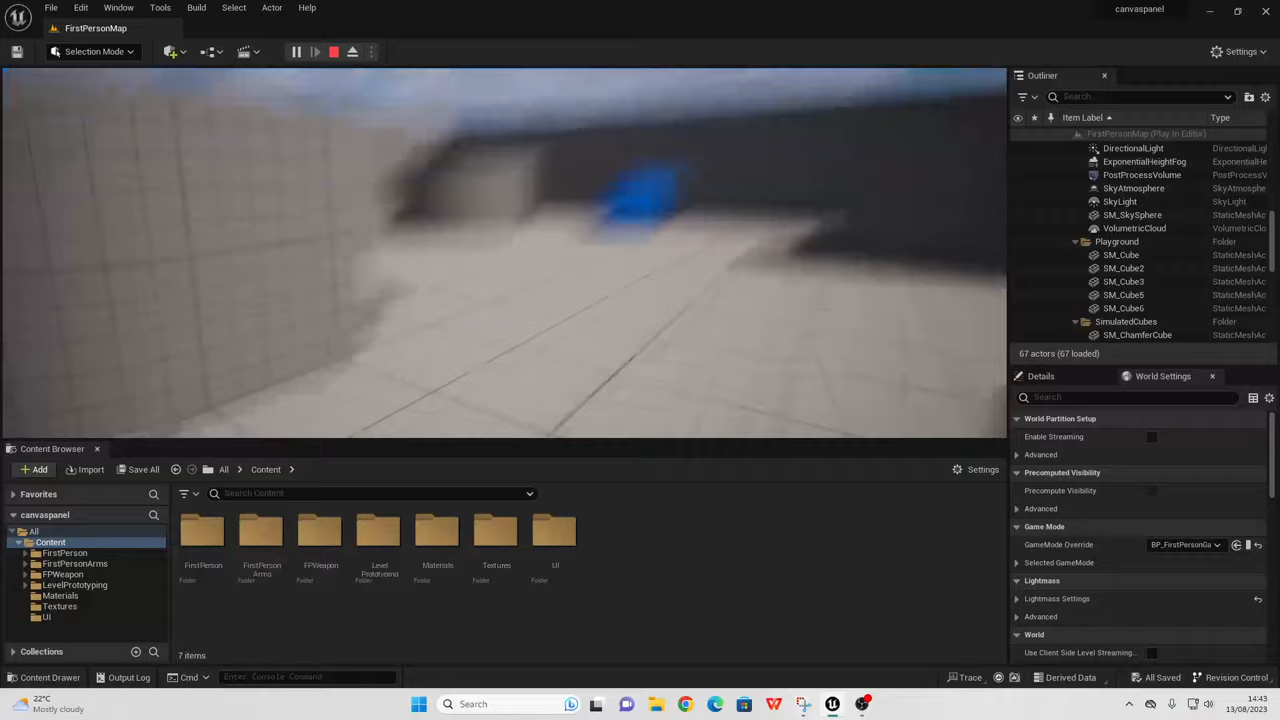 File Edit Window Tools Build Select Actor Help canvaspanel
FirstPersonMap
Selection Mode Settings
Outliner
Search...
Item Label Type
FirstPersonMap (Play In Editor)
DirectionalLight DirectionalLigl
ExponentialHeightFog ExponentialHe
PostProcessVolume PostProcessV
SkyAtmosphere SkyAtmosphe
SkyLight SkyLight
SM_SkySphere StaticMeshAc
VolumetricCloud VolumetricClo
Playground Folder
SM_Cube StaticMeshAc
SM_Cube2 StaticMeshAc
SM_Cube3 StaticMeshAc
SM_Cube5 StaticMeshAc
SM_Cube6 StaticMeshAc
SimulatedCubes Folder
SM_ChamferCube StaticMeshAc
67 actors (67 loaded)
Details World Settings
Search
World Partition Setup
Enable Streaming
Advanced
Precomputed Visibility
Precompute Visibility
Advanced
Game Mode
GameMode Override BP_FirstPersonGa
Selected GameMode
Lightmass
Lightmass Settings
Advanced
World
Use Client Side Level Streaming...
Content Browser
Add Import Save All All Content Settings
Favorites Search Content
canvaspanel
All
Content
FirstPerson
FirstPersonArms
FPWeapon
LevelPrototyping
Materials
Textures
UI
Collections
FirstPerson
Folder
FirstPerson
Arms
Folder
FPWeapon
Folder
Level
Prototyping
Folder
Materials
Folder
Textures
Folder
UI
Folder
7 items
Content Drawer Output Log Cmd Enter Console Command Trace Derived Data All Saved Revision Control
22°C
Mostly cloudy
Search
14:43
13/08/2023